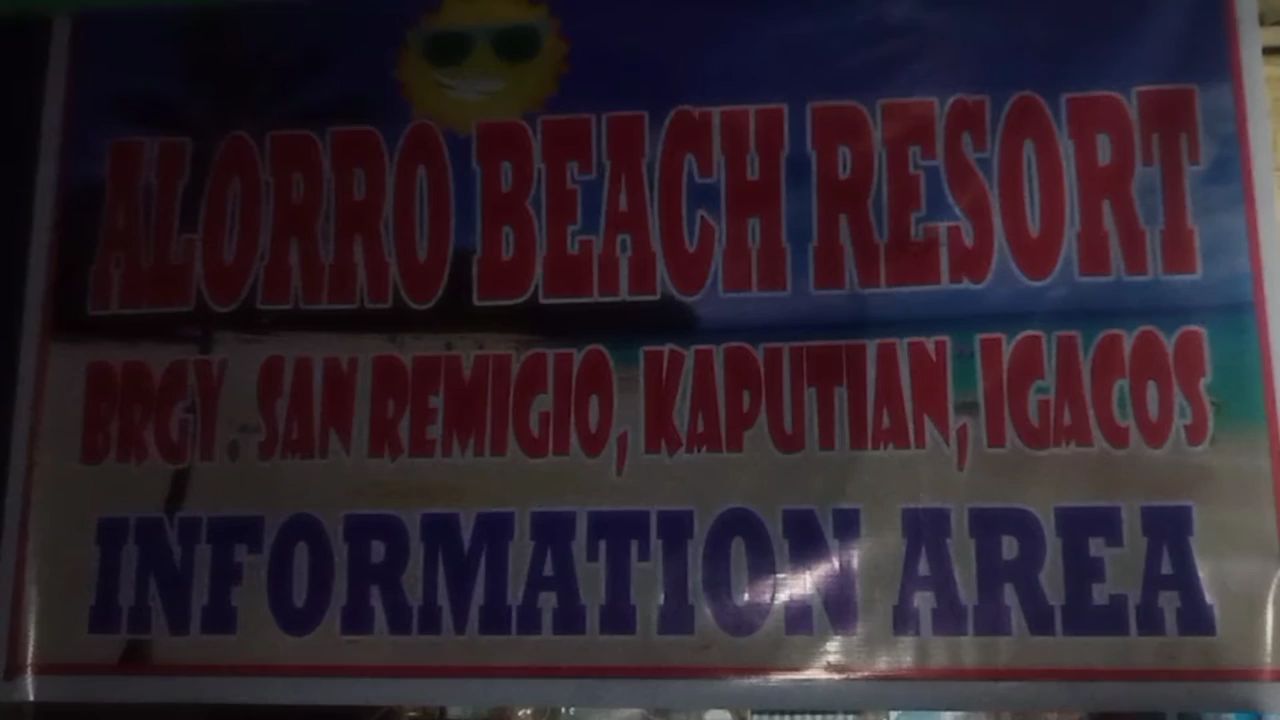 ALORRO BEACH RESORT
BRGY. SAN REMIGIO, KAPUTIAN, IGACOS
INFORMATION AREA